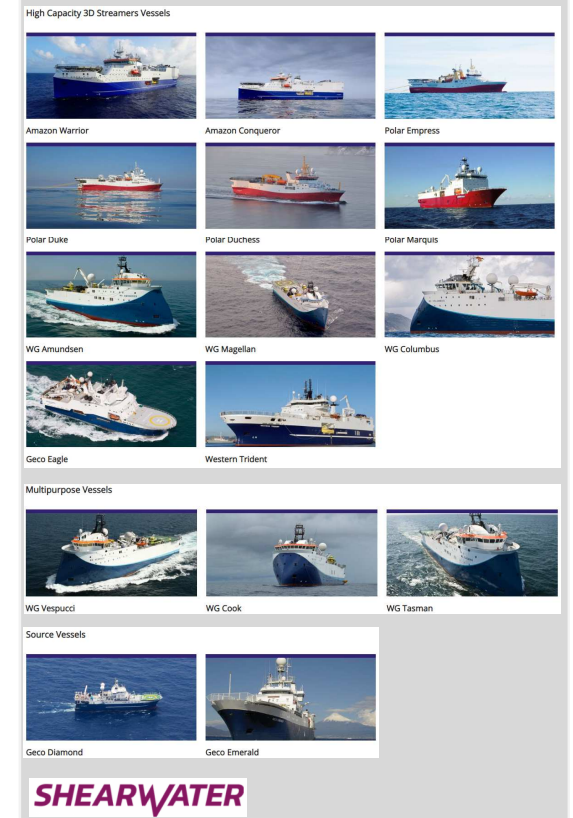 High Capacity 3D Streamers Vessels
Amazon Warrior
Amazon Conqueror
Polar Empress
Polar Duke
Polar Duchess
Polar Marquis
WG Amundsen
WG Magellan
WG Columbus
Geco Eagle
Western Trident
Multipurpose Vessels
WG Vespucci
WG Cook
WG Tasman
Source Vessels
Geco Diamond
Geco Emerald
SHEARWATER